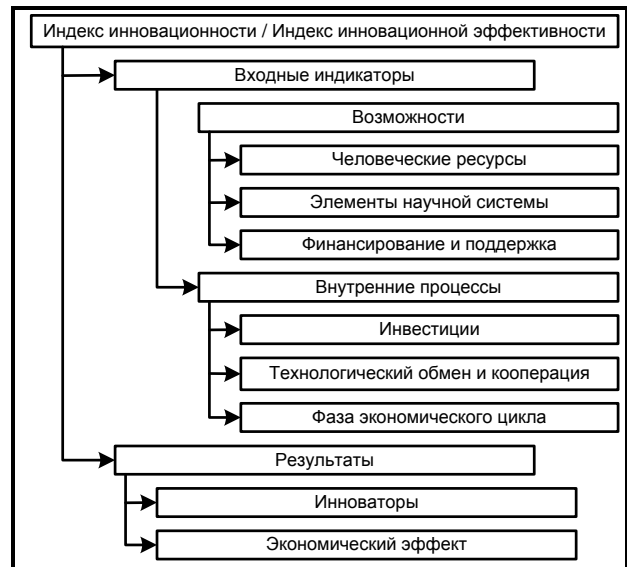 Индекс инновационности / Индекс инновационной эффективности
Входные индикаторы
Возможности
Человеческие ресурсы
Элементы научной системы
Финансирование и поддержка
Внутренние процессы
Инвестиции
Технологический обмен и кооперация
Фаза экономического цикла
Результаты
Инноваторы
Экономический эффект